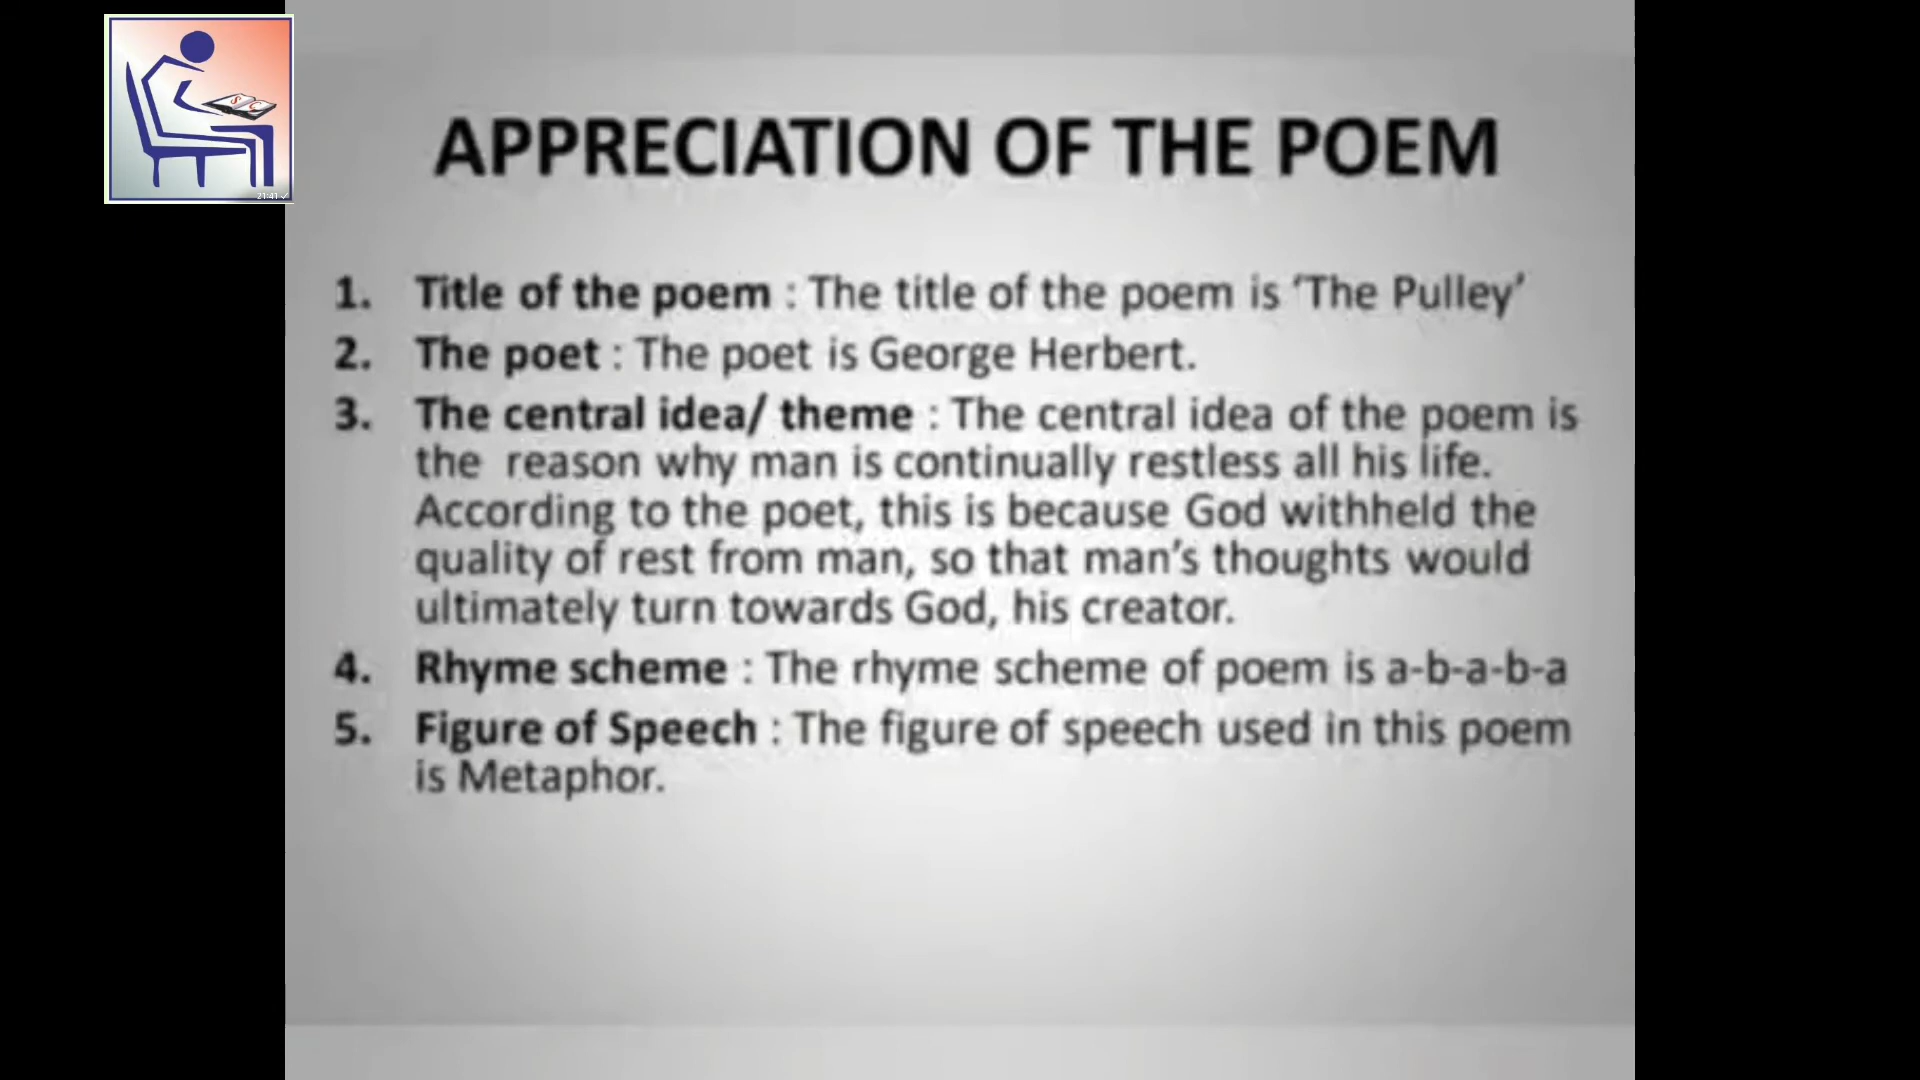 21:41 ✓
APPRECIATION OF THE POEM
1. Title of the poem : The title of the poem is ‘The Pulley’
2. The poet : The poet is George Herbert.
3. The central idea/ theme : The central idea of the poem is
the reason why man is continually restless all his life.
According to the poet, this is because God withheld the
quality of rest from man, so that man’s thoughts would
ultimately turn towards God, his creator.
4. Rhyme scheme : The rhyme scheme of poem is a-b-a-b-a
5. Figure of Speech : The figure of speech used in this poem
is Metaphor.